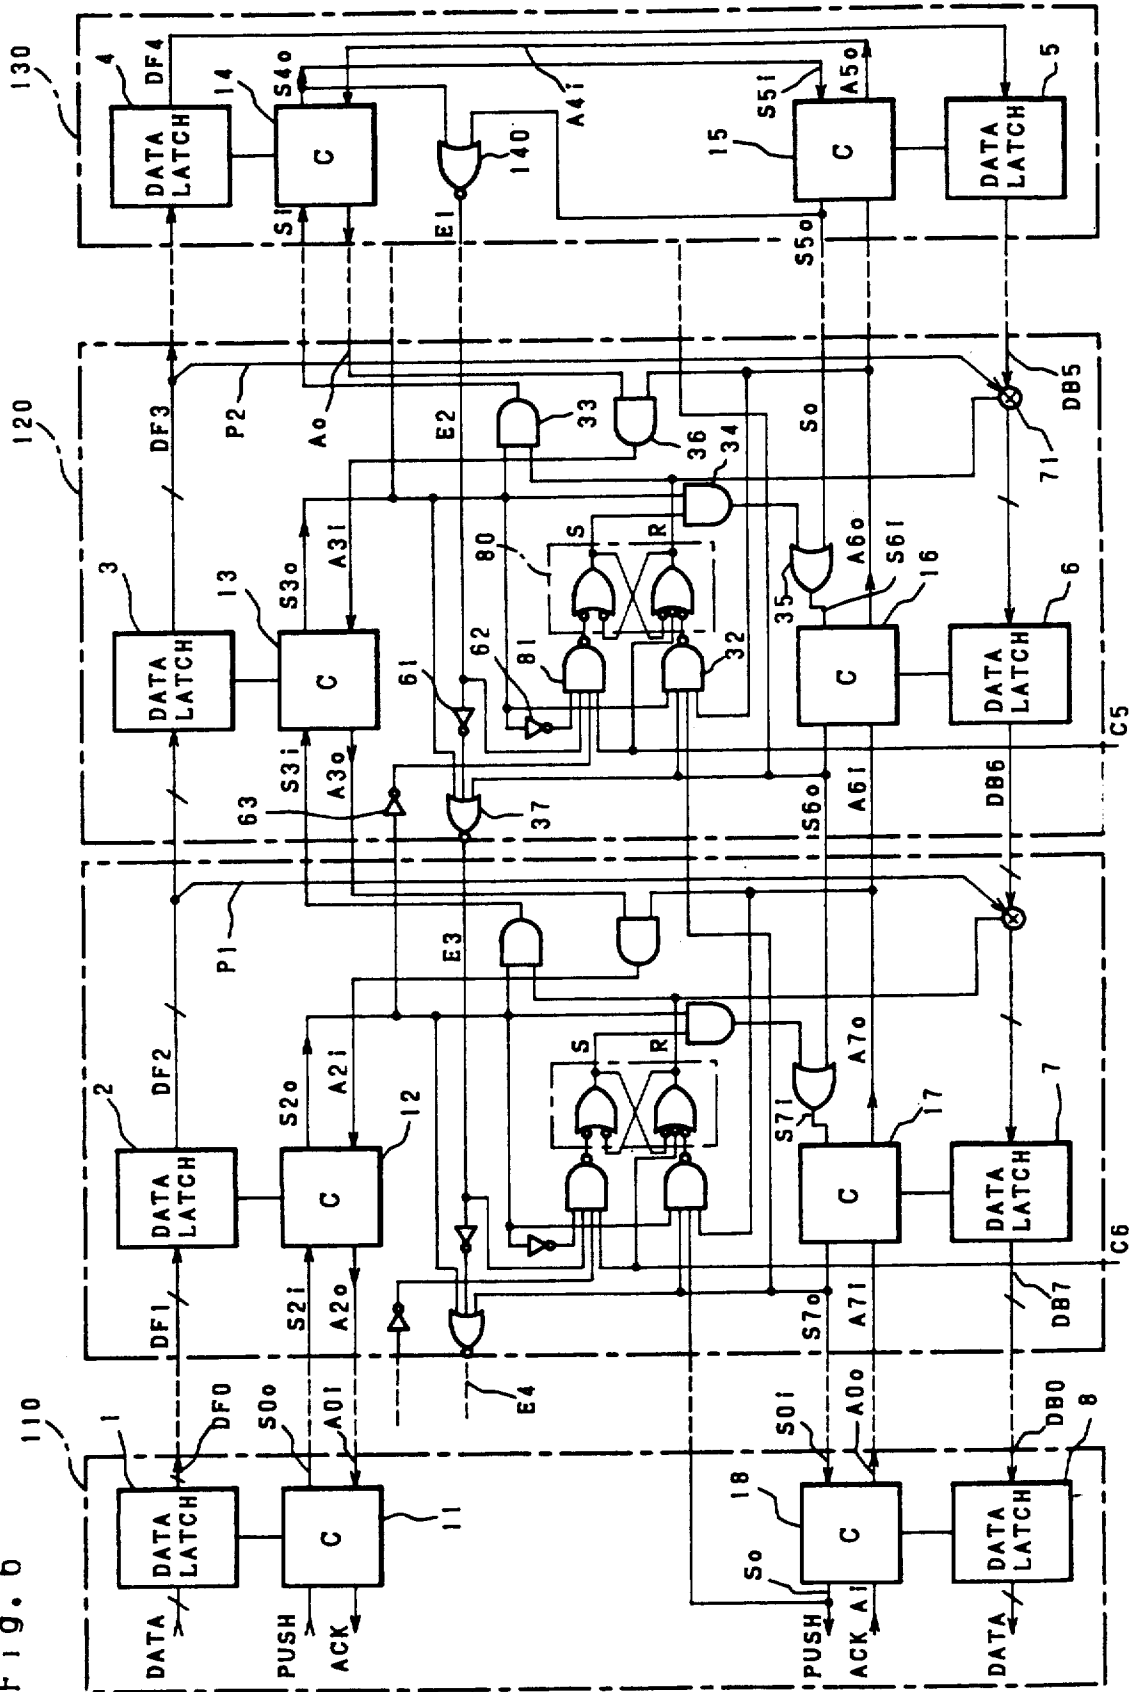 Fig. 6
110
120
130
1
2
3
4
DATA
DATA LATCH
DF0
DF1
DATA LATCH
DF2
DF3
DATA LATCH
DATA LATCH
DF4
P1
P2
14
13
PUSH
S0o
S2i
S2o
S3i
S3o
Si
S4o
C
C
C
C
ACK
A0i
A2o
A2i
A3o
A3i
Ao
11
12
63
61
62
E4
E3
E2
E1
37
81
80
33
140
S
R
S
R
A4i
36
32
34
S7i
35
18
17
16
15
PUSH
So
S0i
S7o
S6o
So
S5o
S5i
C
C
C
C
ACK
Ai
A0o
A7i
A7o
A6i
A6o
A5o
S6i
DATA
DATA LATCH
DB0
DB7
DATA LATCH
DB6
DATA LATCH
DB5
DATA LATCH
8
7
6
71
5
C6
C5